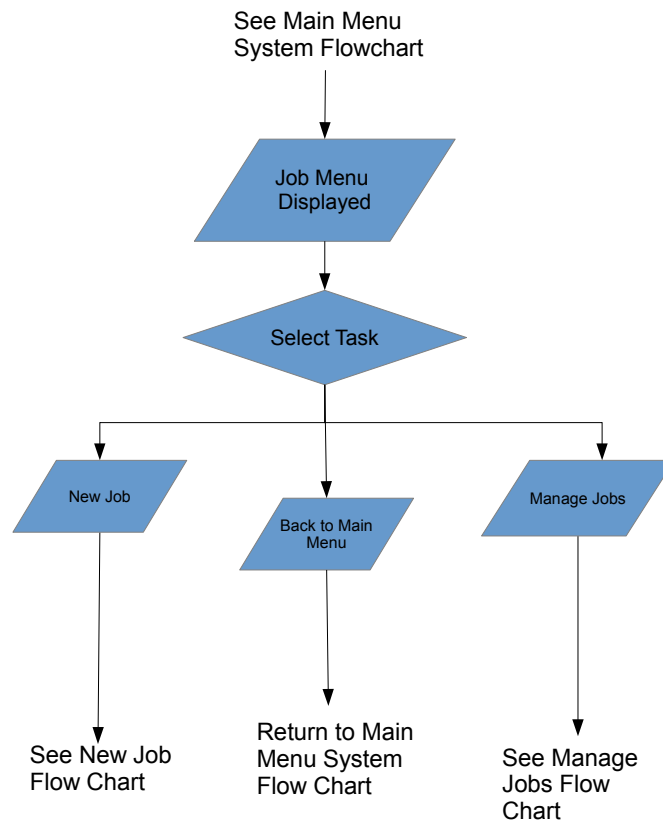 See Main Menu
System Flowchart
Job Menu
Displayed
Select Task
New Job
Back to Main
Menu
Manage Jobs
See New Job
Flow Chart
Return to Main
Menu System
Flow Chart
See Manage
Jobs Flow
Chart